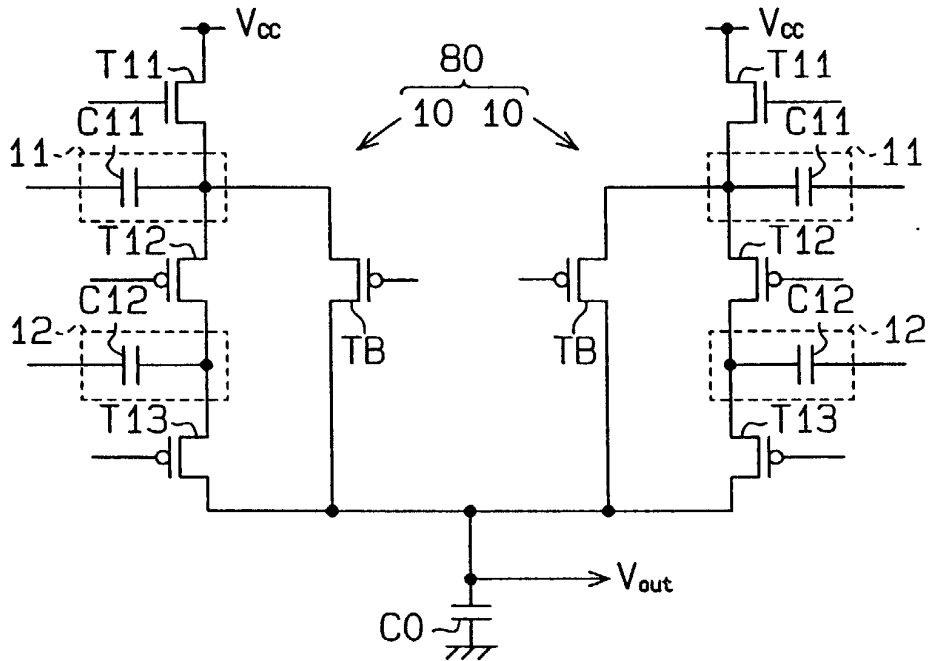 Vcc Vcc
T11 80 T11
C11 10 10 C11
11 11
T12 T12
C12 C12
12 TB TB 12
T13 T13
Vout
C0